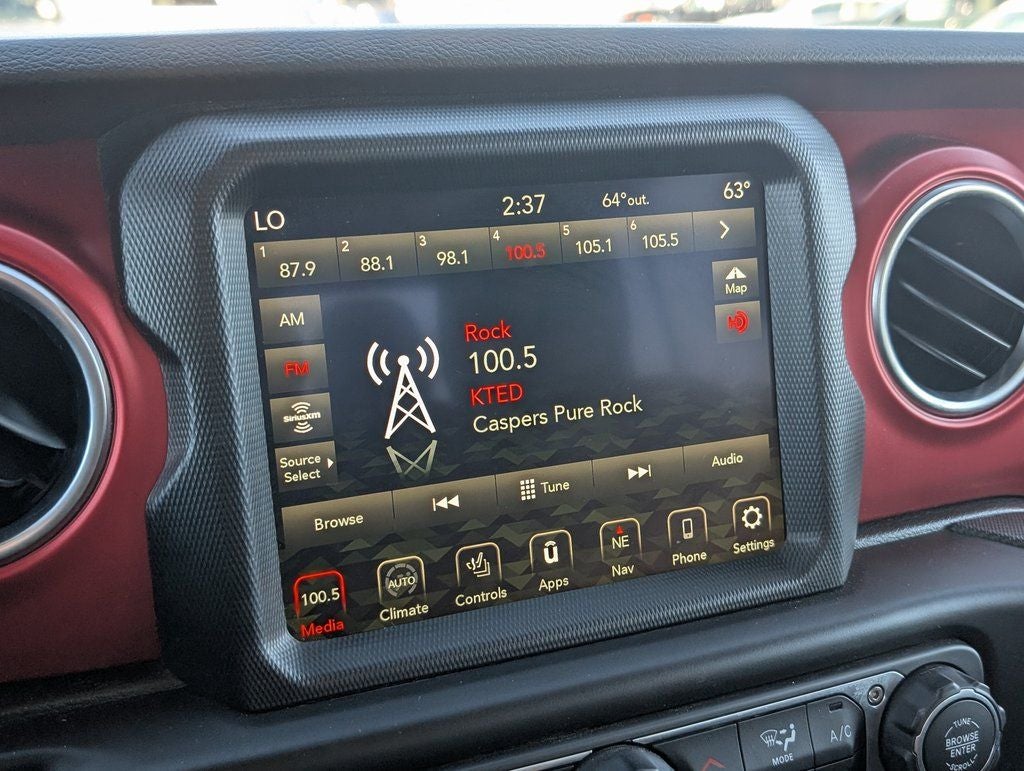 LO 2:37 64°out. 63°
1 87.9 2 88.1 3 98.1 4 100.5 5 105.1 6 105.5
Map
AM
FM
SiriusXM
Source
Select
Rock
100.5
KTED
Caspers Pure Rock
HD
Browse Tune Audio
100.5 AUTO NE
Media Climate Controls Apps Nav Phone Settings
MODE
A/C
TUNE
BROWSE
ENTER
SCROLL